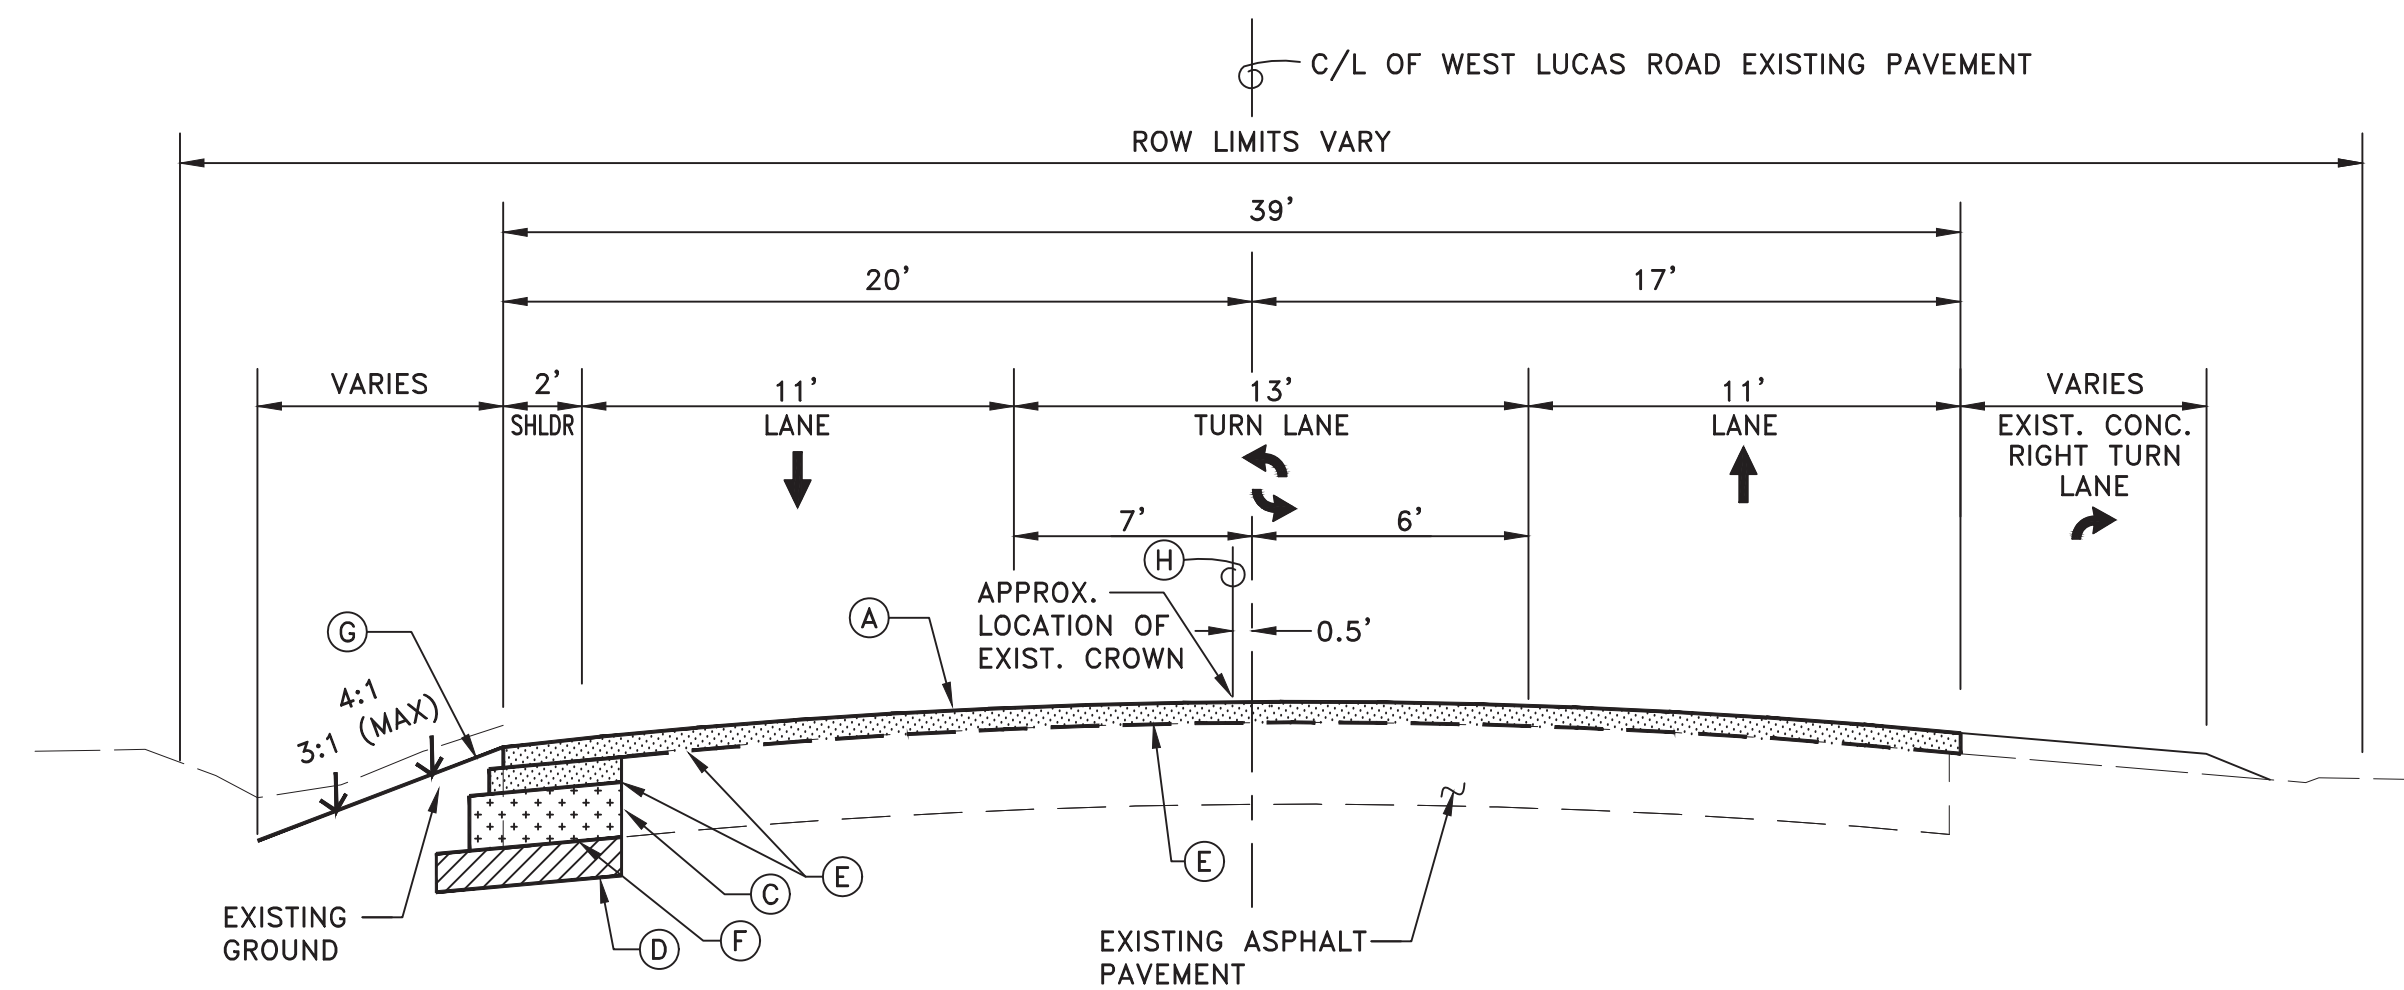 C/L OF WEST LUCAS ROAD EXISTING PAVEMENT
ROW LIMITS VARY
39'
20'
17'
VARIES
2'
SHLDR
11'
LANE
13'
TURN LANE
11'
LANE
VARIES
EXIST. CONC.
RIGHT TURN
LANE
7'
6'
H
APPROX.
LOCATION OF
EXIST. CROWN
0.5'
A
G
4:1
3:1 (MAX)
E
C
F
D
E
EXISTING
GROUND
EXISTING ASPHALT
PAVEMENT